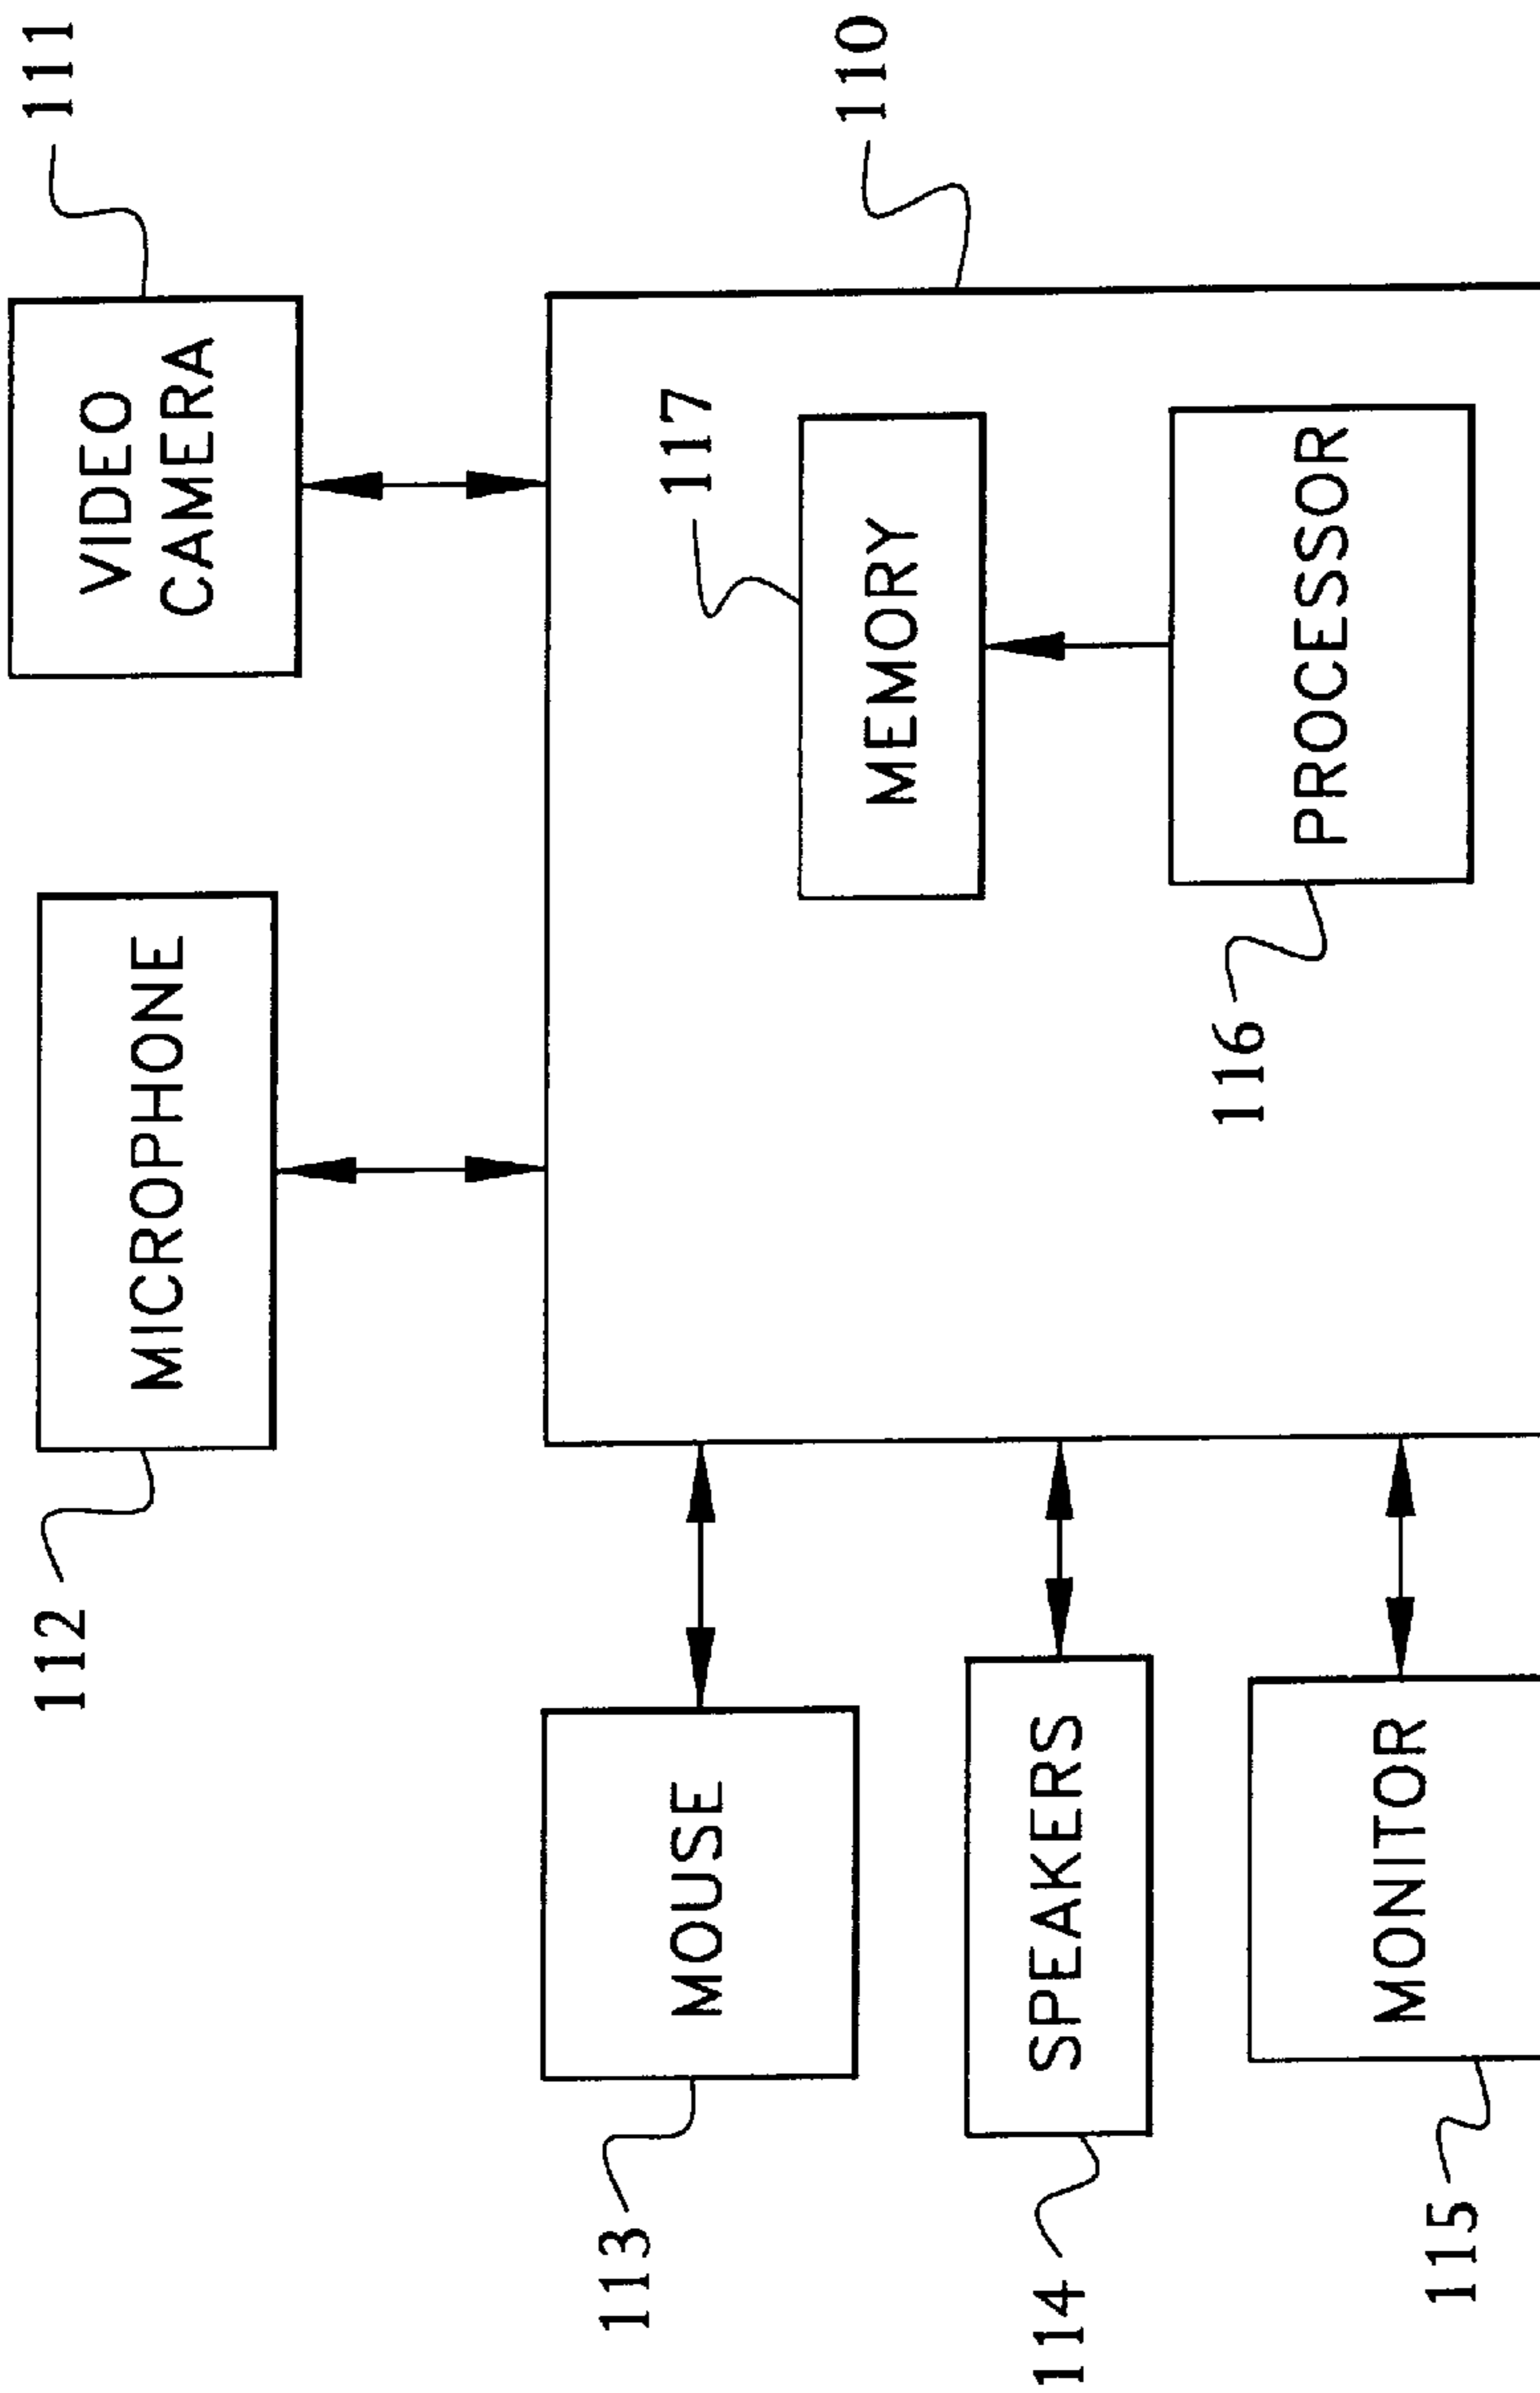 111
VIDEO
CAMERA
112
MICROPHONE
110
117
MEMORY
116
PROCESSOR
113
MOUSE
114
SPEAKERS
115
MONITOR